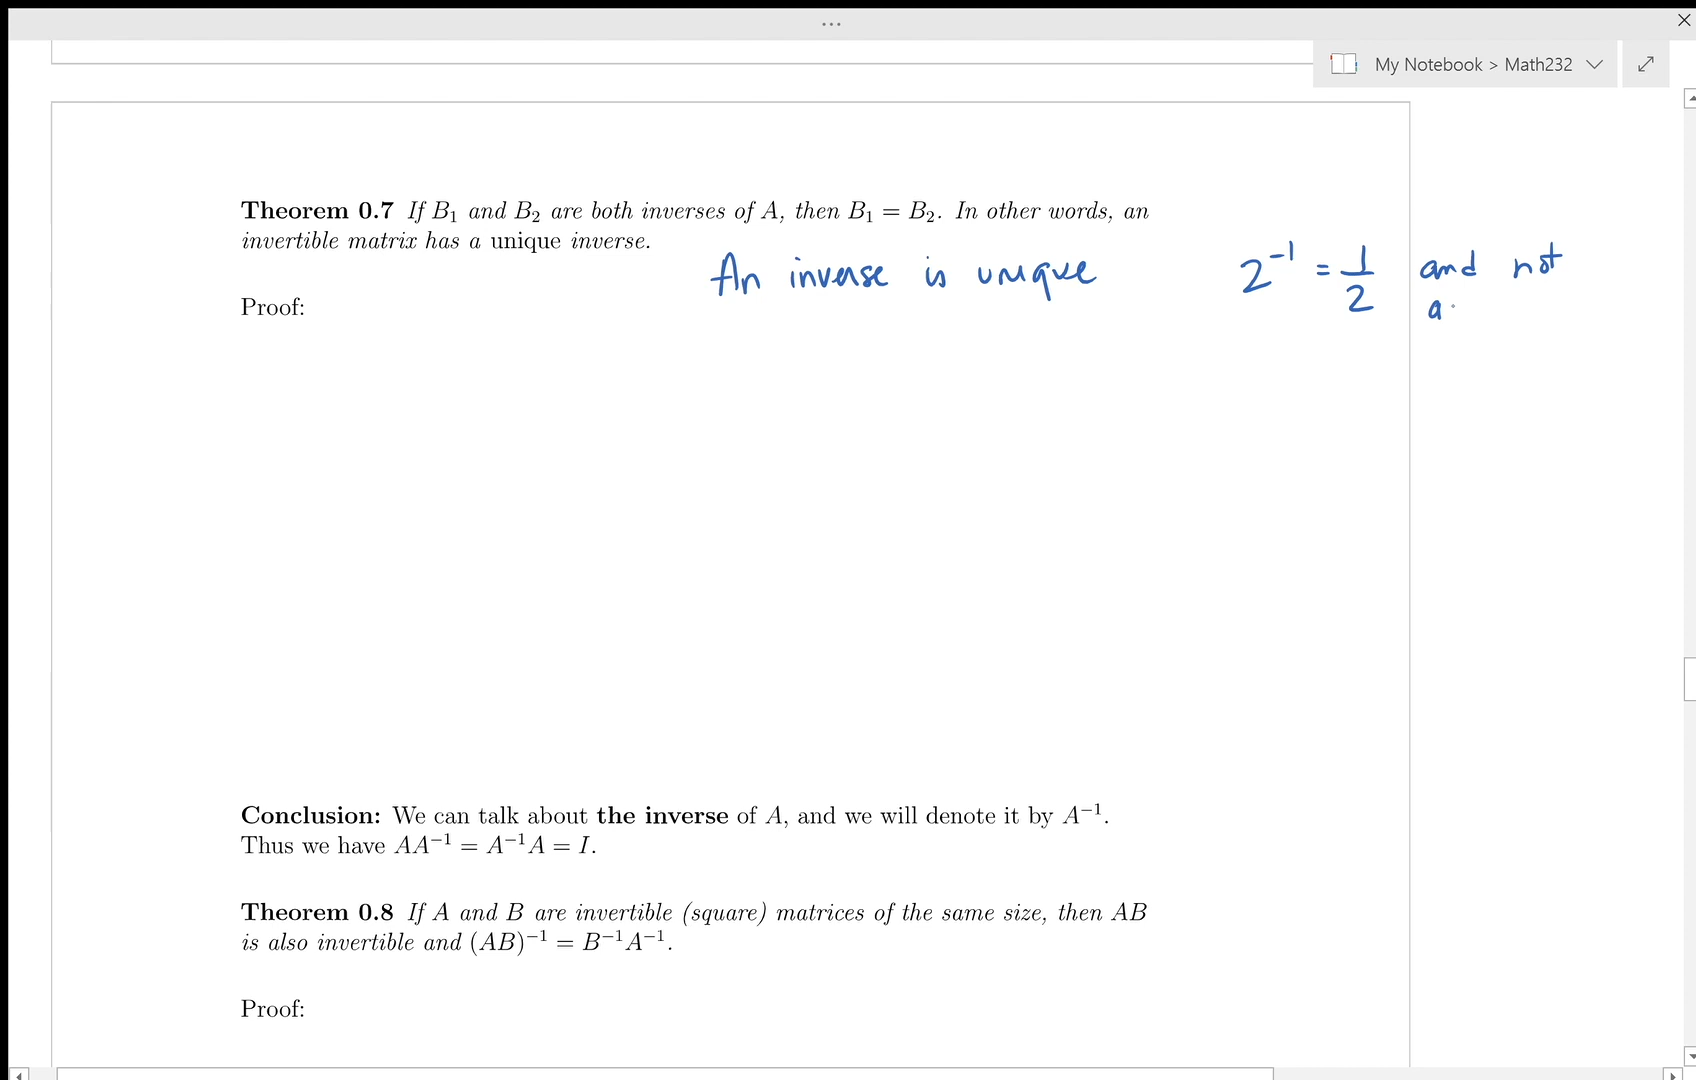 ...
My Notebook > Math232
Theorem 0.7 If B₁ and B₂ are both inverses of A, then B₁ = B₂. In other words, an
invertible matrix has a unique inverse.
An inverse is unique 2⁻¹ = 1/2 and not
a
Proof:
Conclusion: We can talk about the inverse of A, and we will denote it by A⁻¹.
Thus we have AA⁻¹ = A⁻¹A = I.
Theorem 0.8 If A and B are invertible (square) matrices of the same size, then AB
is also invertible and (AB)⁻¹ = B⁻¹A⁻¹.
Proof: